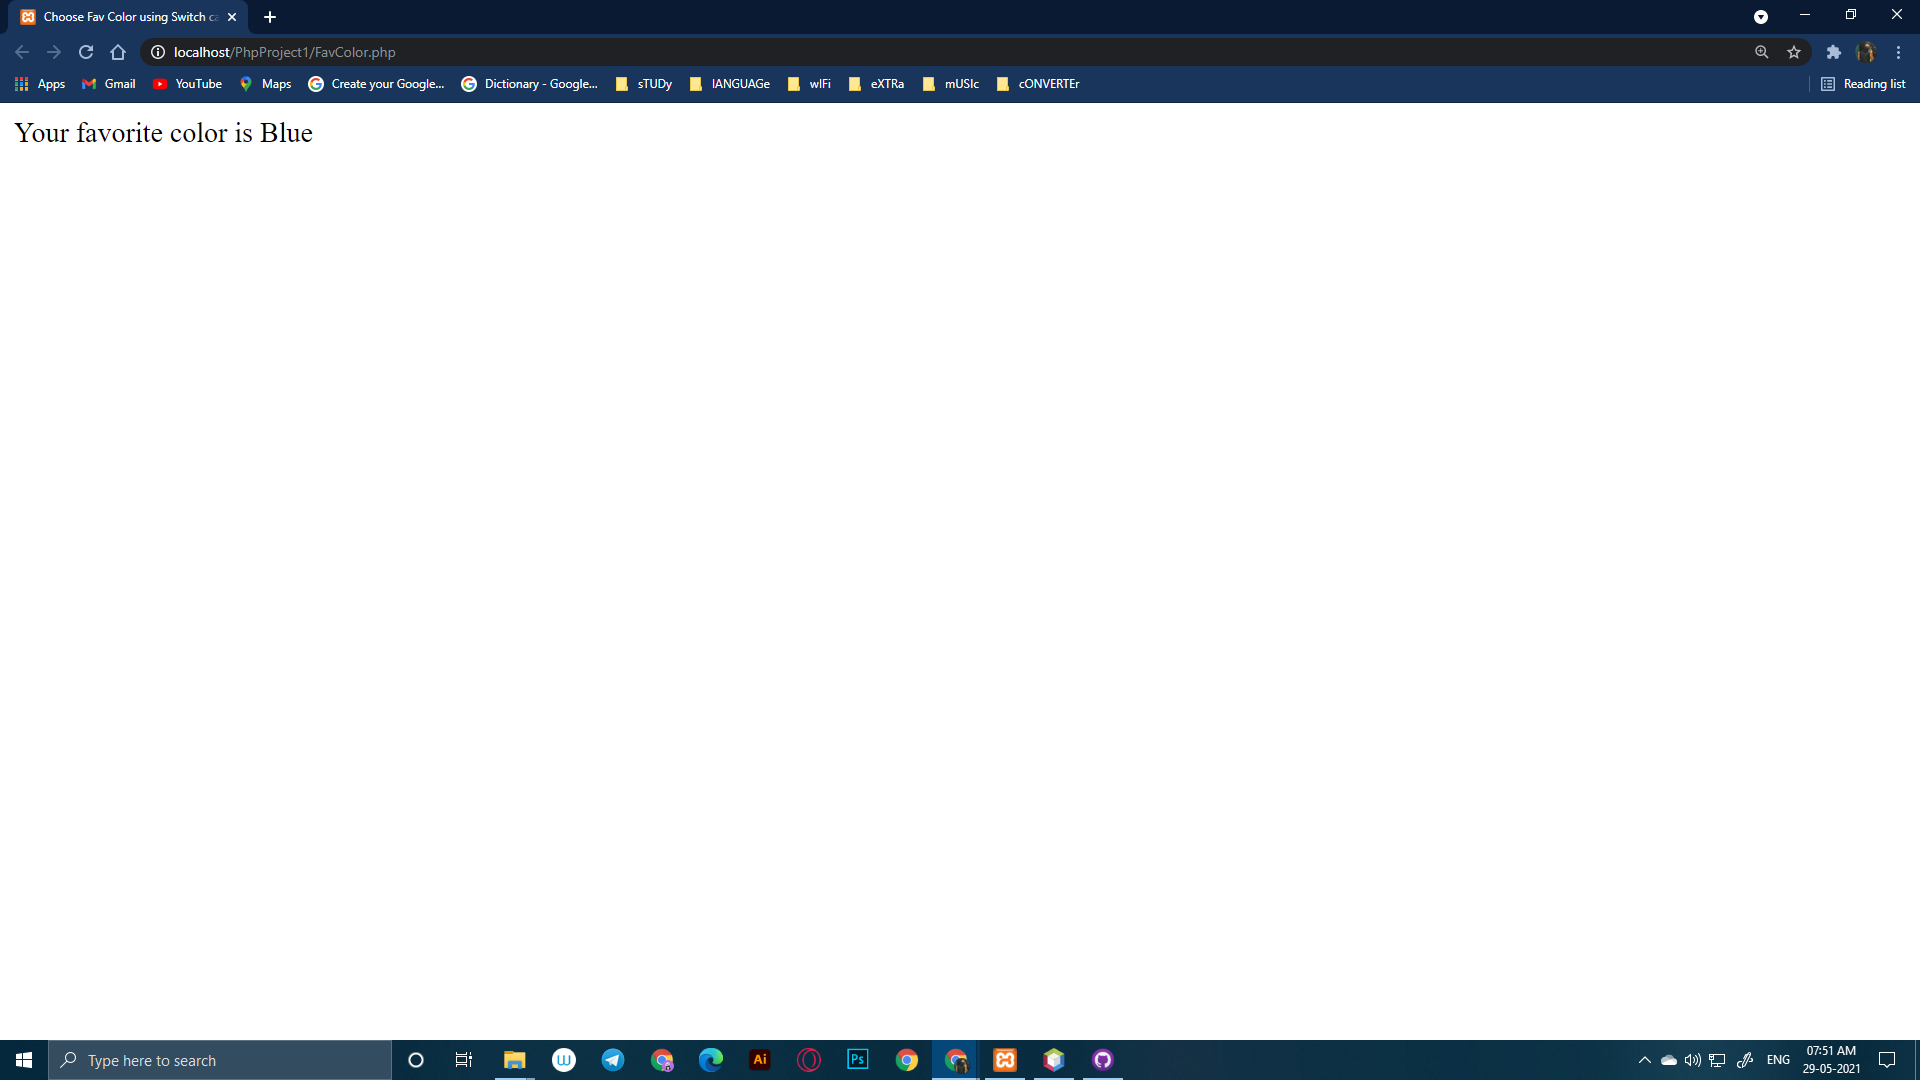 Choose Fav Color using Switch ca
localhost/PhpProject1/FavColor.php
Apps Gmail YouTube Maps Create your Google... Dictionary - Google... sTUDy lANGUAGe wIFi eXTRa mUSIc cONVERTEr Reading list
Your favorite color is Blue
Type here to search W Ai Ps ENG 07:51 AM
29-05-2021